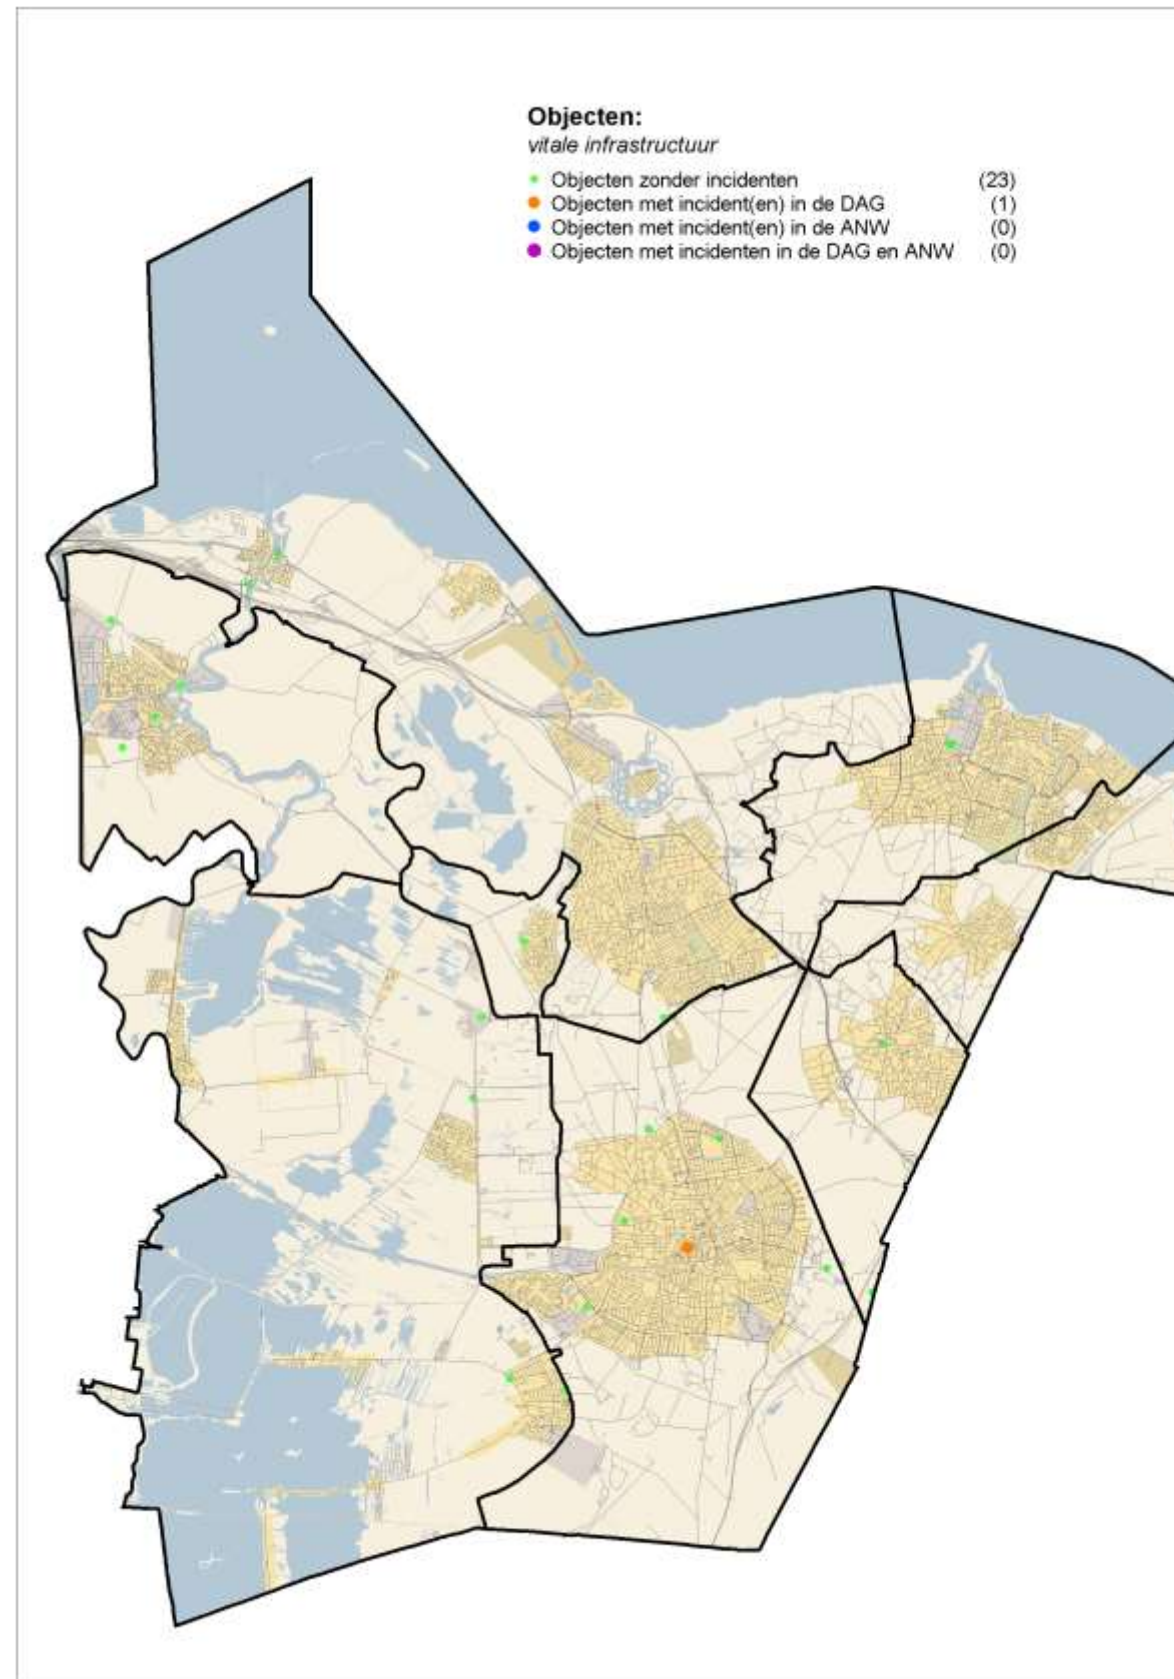 Objecten:
vitale infrastructuur
Objecten zonder incidenten (23)
Objecten met incident(en) in de DAG (1)
Objecten met incident(en) in de ANW (0)
Objecten met incidenten in de DAG en ANW (0)